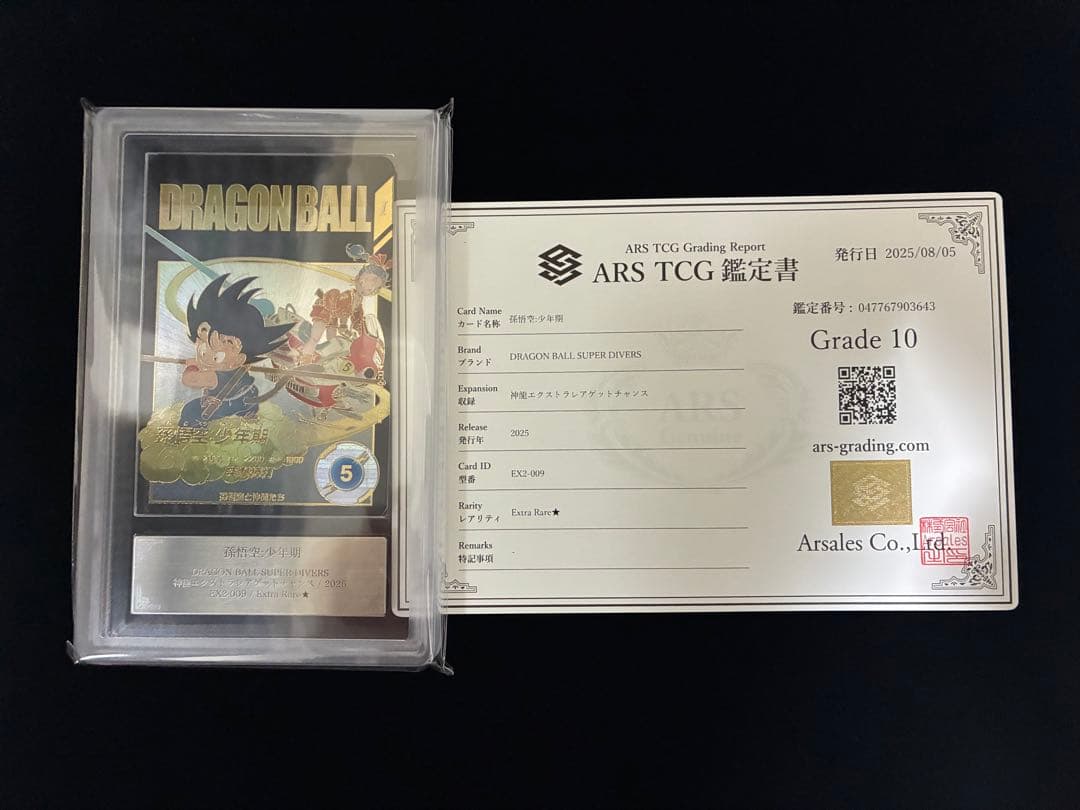 DRAGON BALL
孫悟空:少年期
5
孫悟空:少年期
DRAGON BALL SUPER DIVERS
神龍エクストラレアゲットチャンス / 2025
EX2-009 / Extra Rare★
ARS TCG Grading Report
ARS TCG 鑑定書
発行日 2025/08/05
鑑定番号 : 047767903643
Grade 10
Card Name
カード名称
孫悟空:少年期
Brand
ブランド
DRAGON BALL SUPER DIVERS
Expansion
収録
神龍エクストラレアゲットチャンス
Release
発行年
2025
Card ID
型番
EX2-009
Rarity
レアリティ
Extra Rare★
Remarks
特記事項
-
ars-grading.com
Arsales Co.,Ltd.